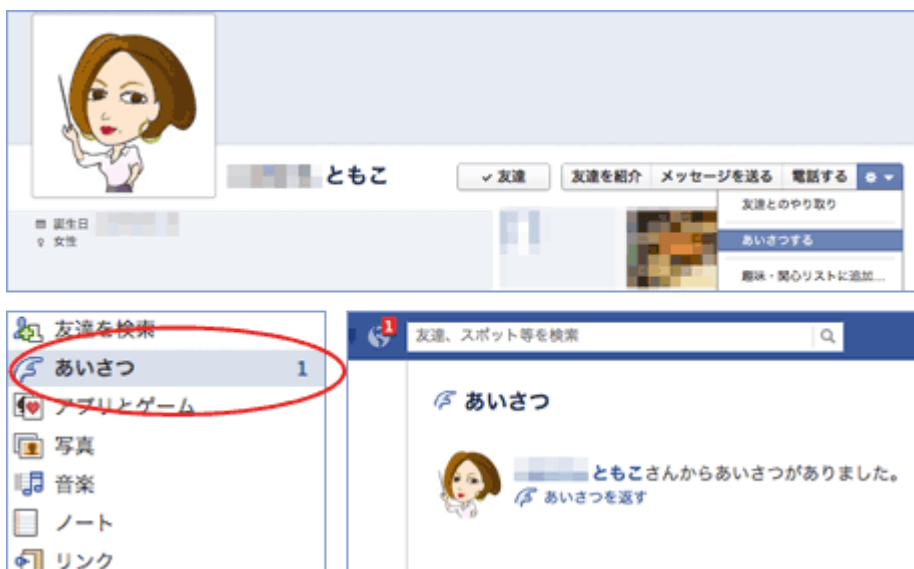 ともこ
✓ 友達
友達を紹介 メッセージを送る 電話する
友達とのやり取り
誕生日
あいさつする
女性
趣味・関心リストに追加...
友達を検索
あいさつ 1
アプリとゲーム
写真
音楽
ノート
リンク
1
友達、スポット等を検索
あいさつ
ともこさんからあいさつがありました。
あいさつを返す